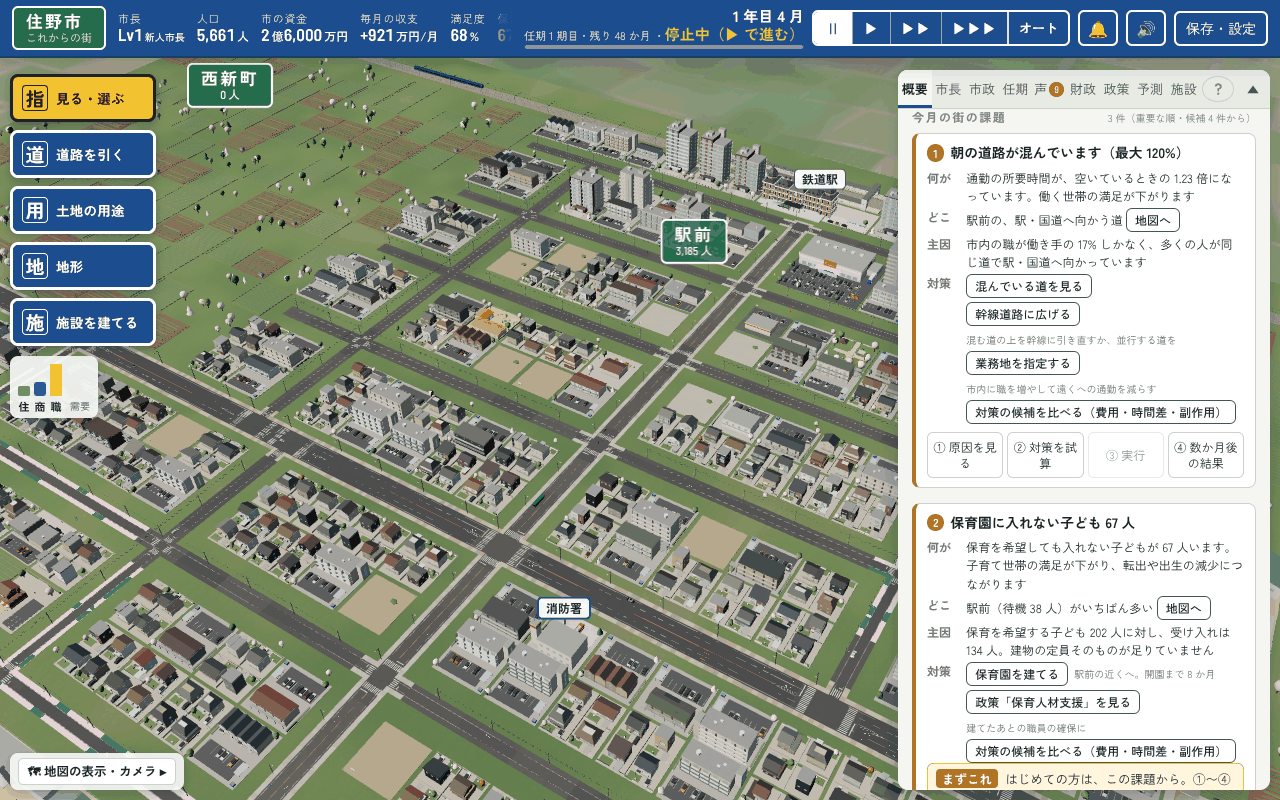 住野市
これからの街
市長
Lv1 新人市長
人口
5,661 人
市の資金
2 億 6,000 万円
毎月の収支
+921 万円/月
満足度
68 %
1 年目 4 月
任期 1 期目・残り 48 か月 ・停止中（▶ で進む）
オート
保存・設定
指 見る・選ぶ
道 道路を引く
用 土地の用途
地 地形
施 施設を建てる
住 商 職 需要
西新町
0 人
鉄道駅
駅前
3,185 人
消防署
地図の表示・カメラ ▸
概要 市長 市政 任期 声 9 財政 政策 予測 施設 ? ▲
今月の街の課題
3 件（重要な順・候補 4 件から）
1 朝の道路が混んでいます（最大 120%）
何が 通勤の所要時間が、空いているときの 1.23 倍にな
っています。働く世帯の満足が下がります
どこ 駅前の、駅・国道へ向かう道 地図へ
主因 市内の職が働き手の 17% しかなく、多くの人が同
じ道で駅・国道へ向かっています
対策 混んでいる道を見る
幹線道路に広げる
混む道の上を幹線に引き直すか、並行する道を
業務地を指定する
市内に職を増やして遠くへの通勤を減らす
対策の候補を比べる（費用・時間差・副作用）
① 原因を見
る
② 対策を試
算
③ 実行
④ 数か月後
の結果
2 保育園に入れない子ども 67 人
何が 保育を希望しても入れない子どもが 67 人います。
子育て世帯の満足が下がり、転出や出生の減少につ
ながります
どこ 駅前（待機 38 人）がいちばん多い 地図へ
主因 保育を希望する子ども 202 人に対し、受け入れは
134 人。建物の定員そのものが足りていません
対策 保育園を建てる 駅前の近くへ。開園まで 8 か月
政策「保育人材支援」を見る
建てたあとの職員の確保に
対策の候補を比べる（費用・時間差・副作用）
まずこれ はじめての方は、この課題から。①〜④